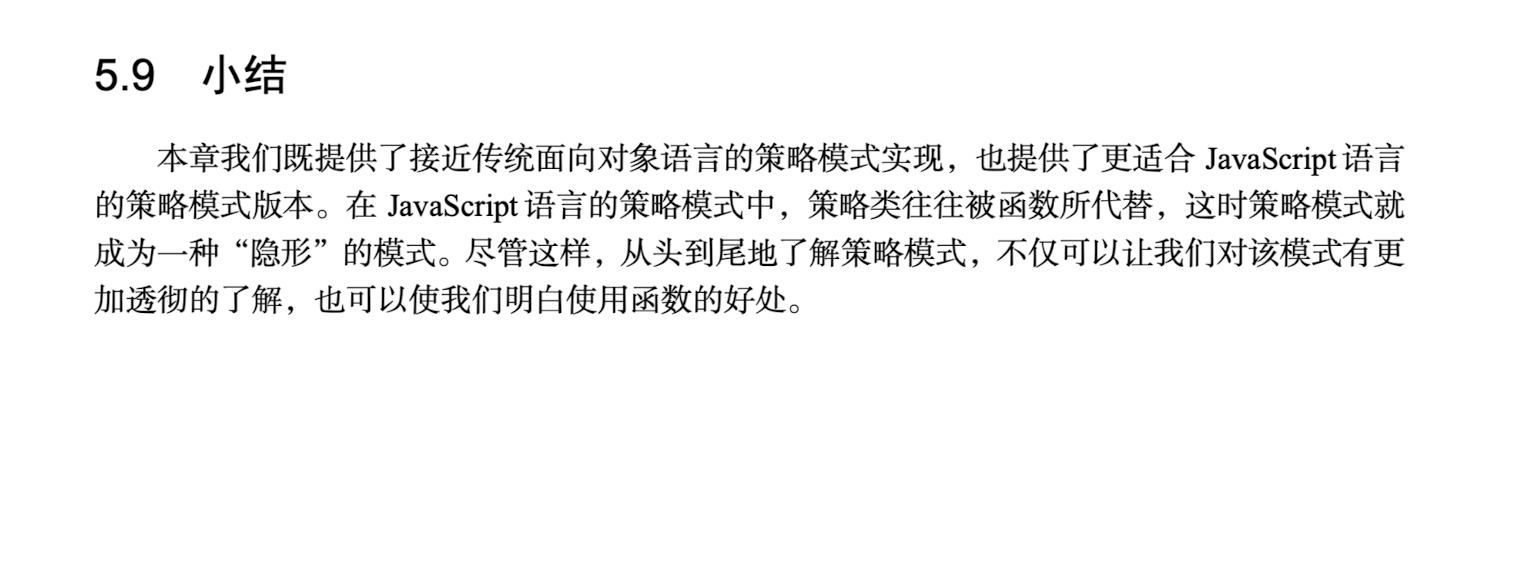 5.9 小结
本章我们既提供了接近传统面向对象语言的策略模式实现，也提供了更适合 JavaScript 语言
的策略模式版本。在 JavaScript 语言的策略模式中，策略类往往被函数所代替，这时策略模式就
成为一种“隐形”的模式。尽管这样，从头到尾地了解策略模式，不仅可以让我们对该模式有更
加透彻的了解，也可以使我们明白使用函数的好处。